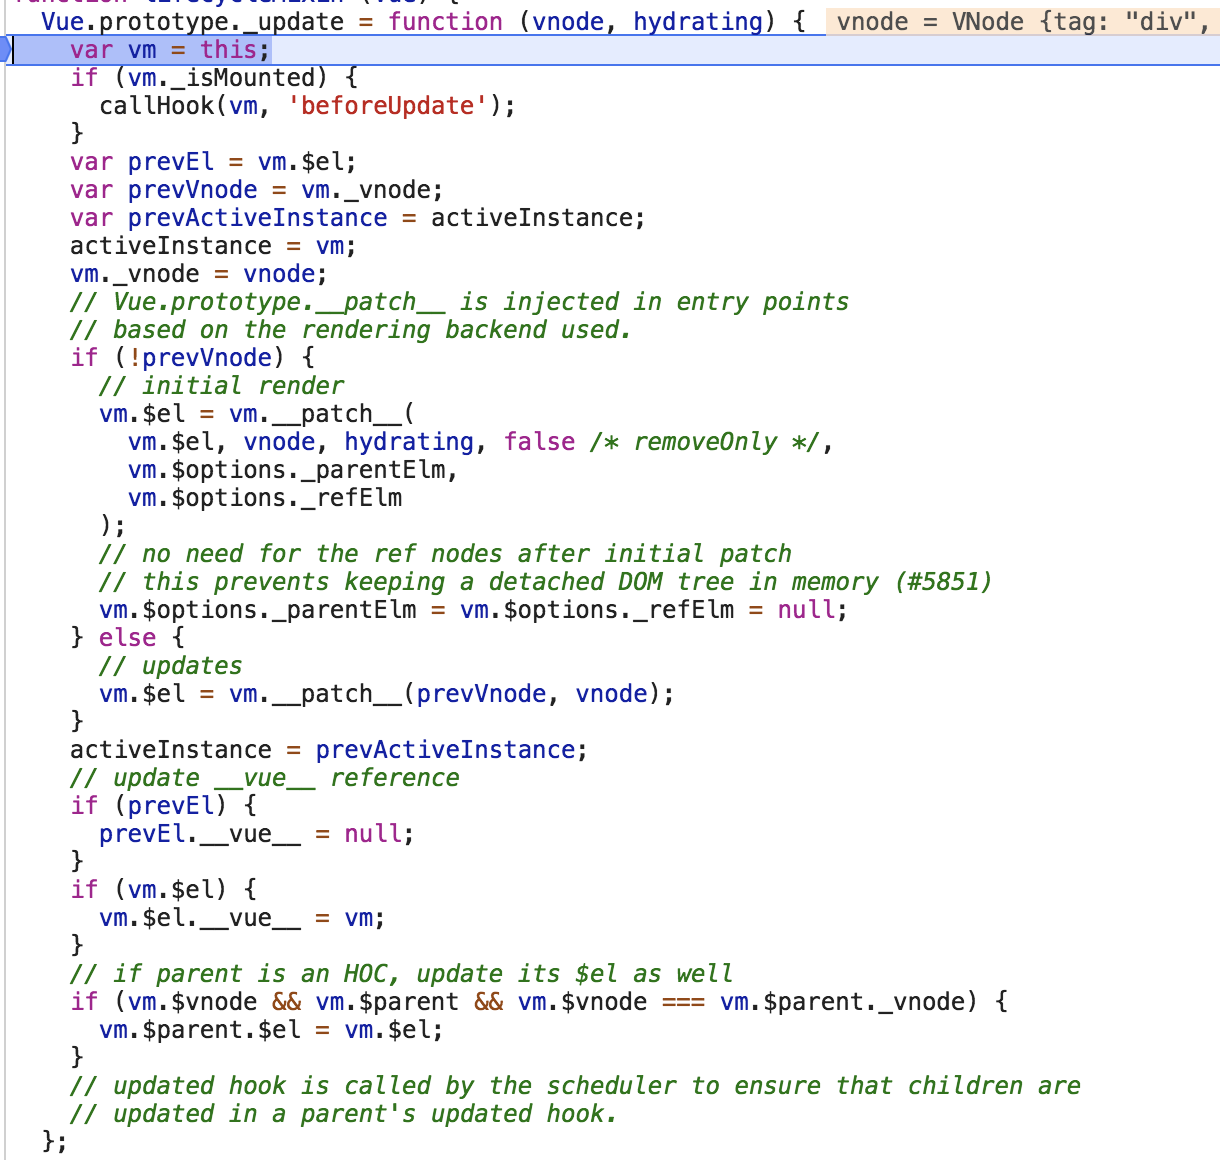 Vue.prototype._update = function (vnode, hydrating) { vnode = VNode {tag: "div",
var vm = this;
if (vm._isMounted) {
callHook(vm, 'beforeUpdate');
}
var prevEl = vm.$el;
var prevVnode = vm._vnode;
var prevActiveInstance = activeInstance;
activeInstance = vm;
vm._vnode = vnode;
// Vue.prototype.__patch__ is injected in entry points
// based on the rendering backend used.
if (!prevVnode) {
// initial render
vm.$el = vm.__patch__(
vm.$el, vnode, hydrating, false /* removeOnly */,
vm.$options._parentElm,
vm.$options._refElm
);
// no need for the ref nodes after initial patch
// this prevents keeping a detached DOM tree in memory (#5851)
vm.$options._parentElm = vm.$options._refElm = null;
} else {
// updates
vm.$el = vm.__patch__(prevVnode, vnode);
}
activeInstance = prevActiveInstance;
// update __vue__ reference
if (prevEl) {
prevEl.__vue__ = null;
}
if (vm.$el) {
vm.$el.__vue__ = vm;
}
// if parent is an HOC, update its $el as well
if (vm.$vnode && vm.$parent && vm.$vnode === vm.$parent._vnode) {
vm.$parent.$el = vm.$el;
}
// updated hook is called by the scheduler to ensure that children are
// updated in a parent's updated hook.
};